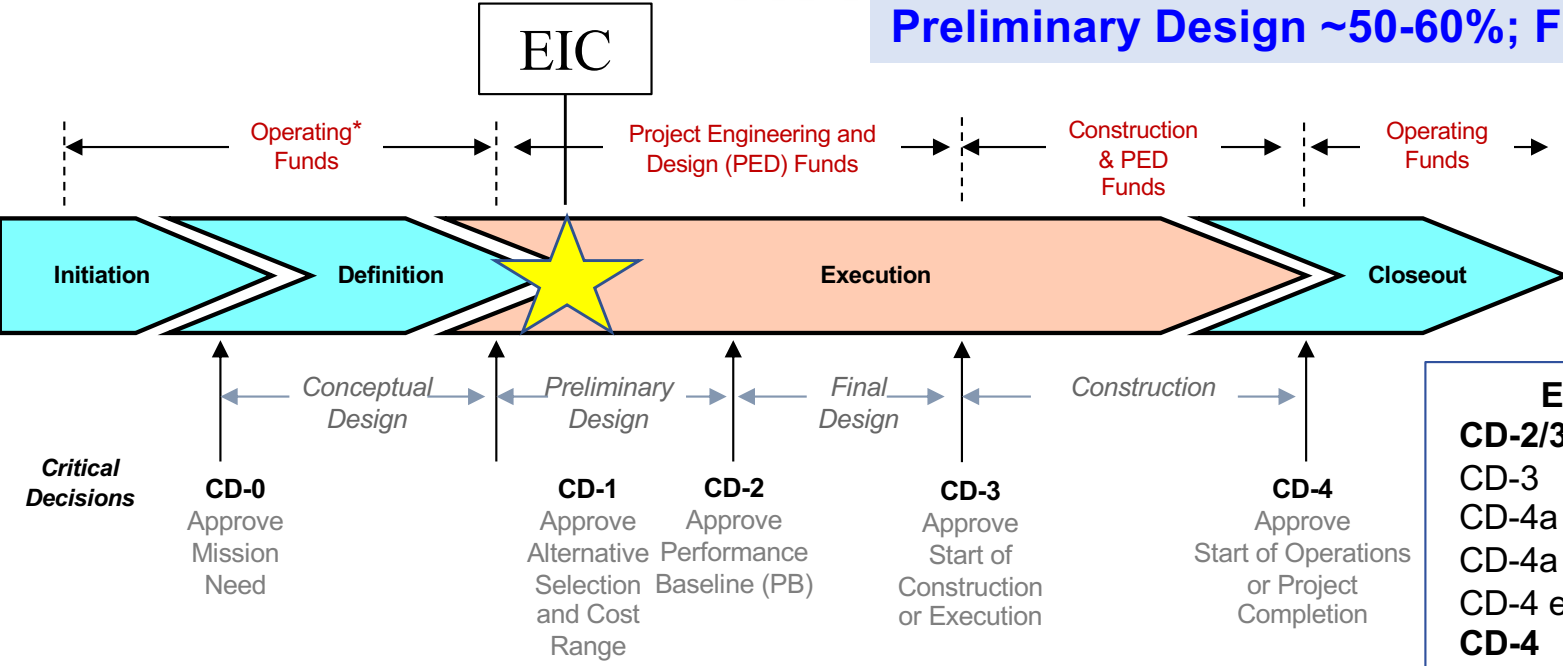 Preliminary Design ~50-60%; F
EIC
Operating*
Funds
Project Engineering and
Design (PED) Funds
Construction
& PED
Funds
Operating
Funds
Initiation
Definition
Execution
Closeout
Conceptual
Design
Preliminary
Design
Final
Design
Construction
Critical
Decisions
CD-0
Approve
Mission
Need
CD-1
Approve
Alternative
Selection
and Cost
Range
CD-2
Approve
Performance
Baseline (PB)
CD-3
Approve
Start of
Construction
or Execution
CD-4
Approve
Start of Operations
or Project
Completion
E
CD-2/3
CD-3
CD-4a
CD-4a
CD-4 e
CD-4